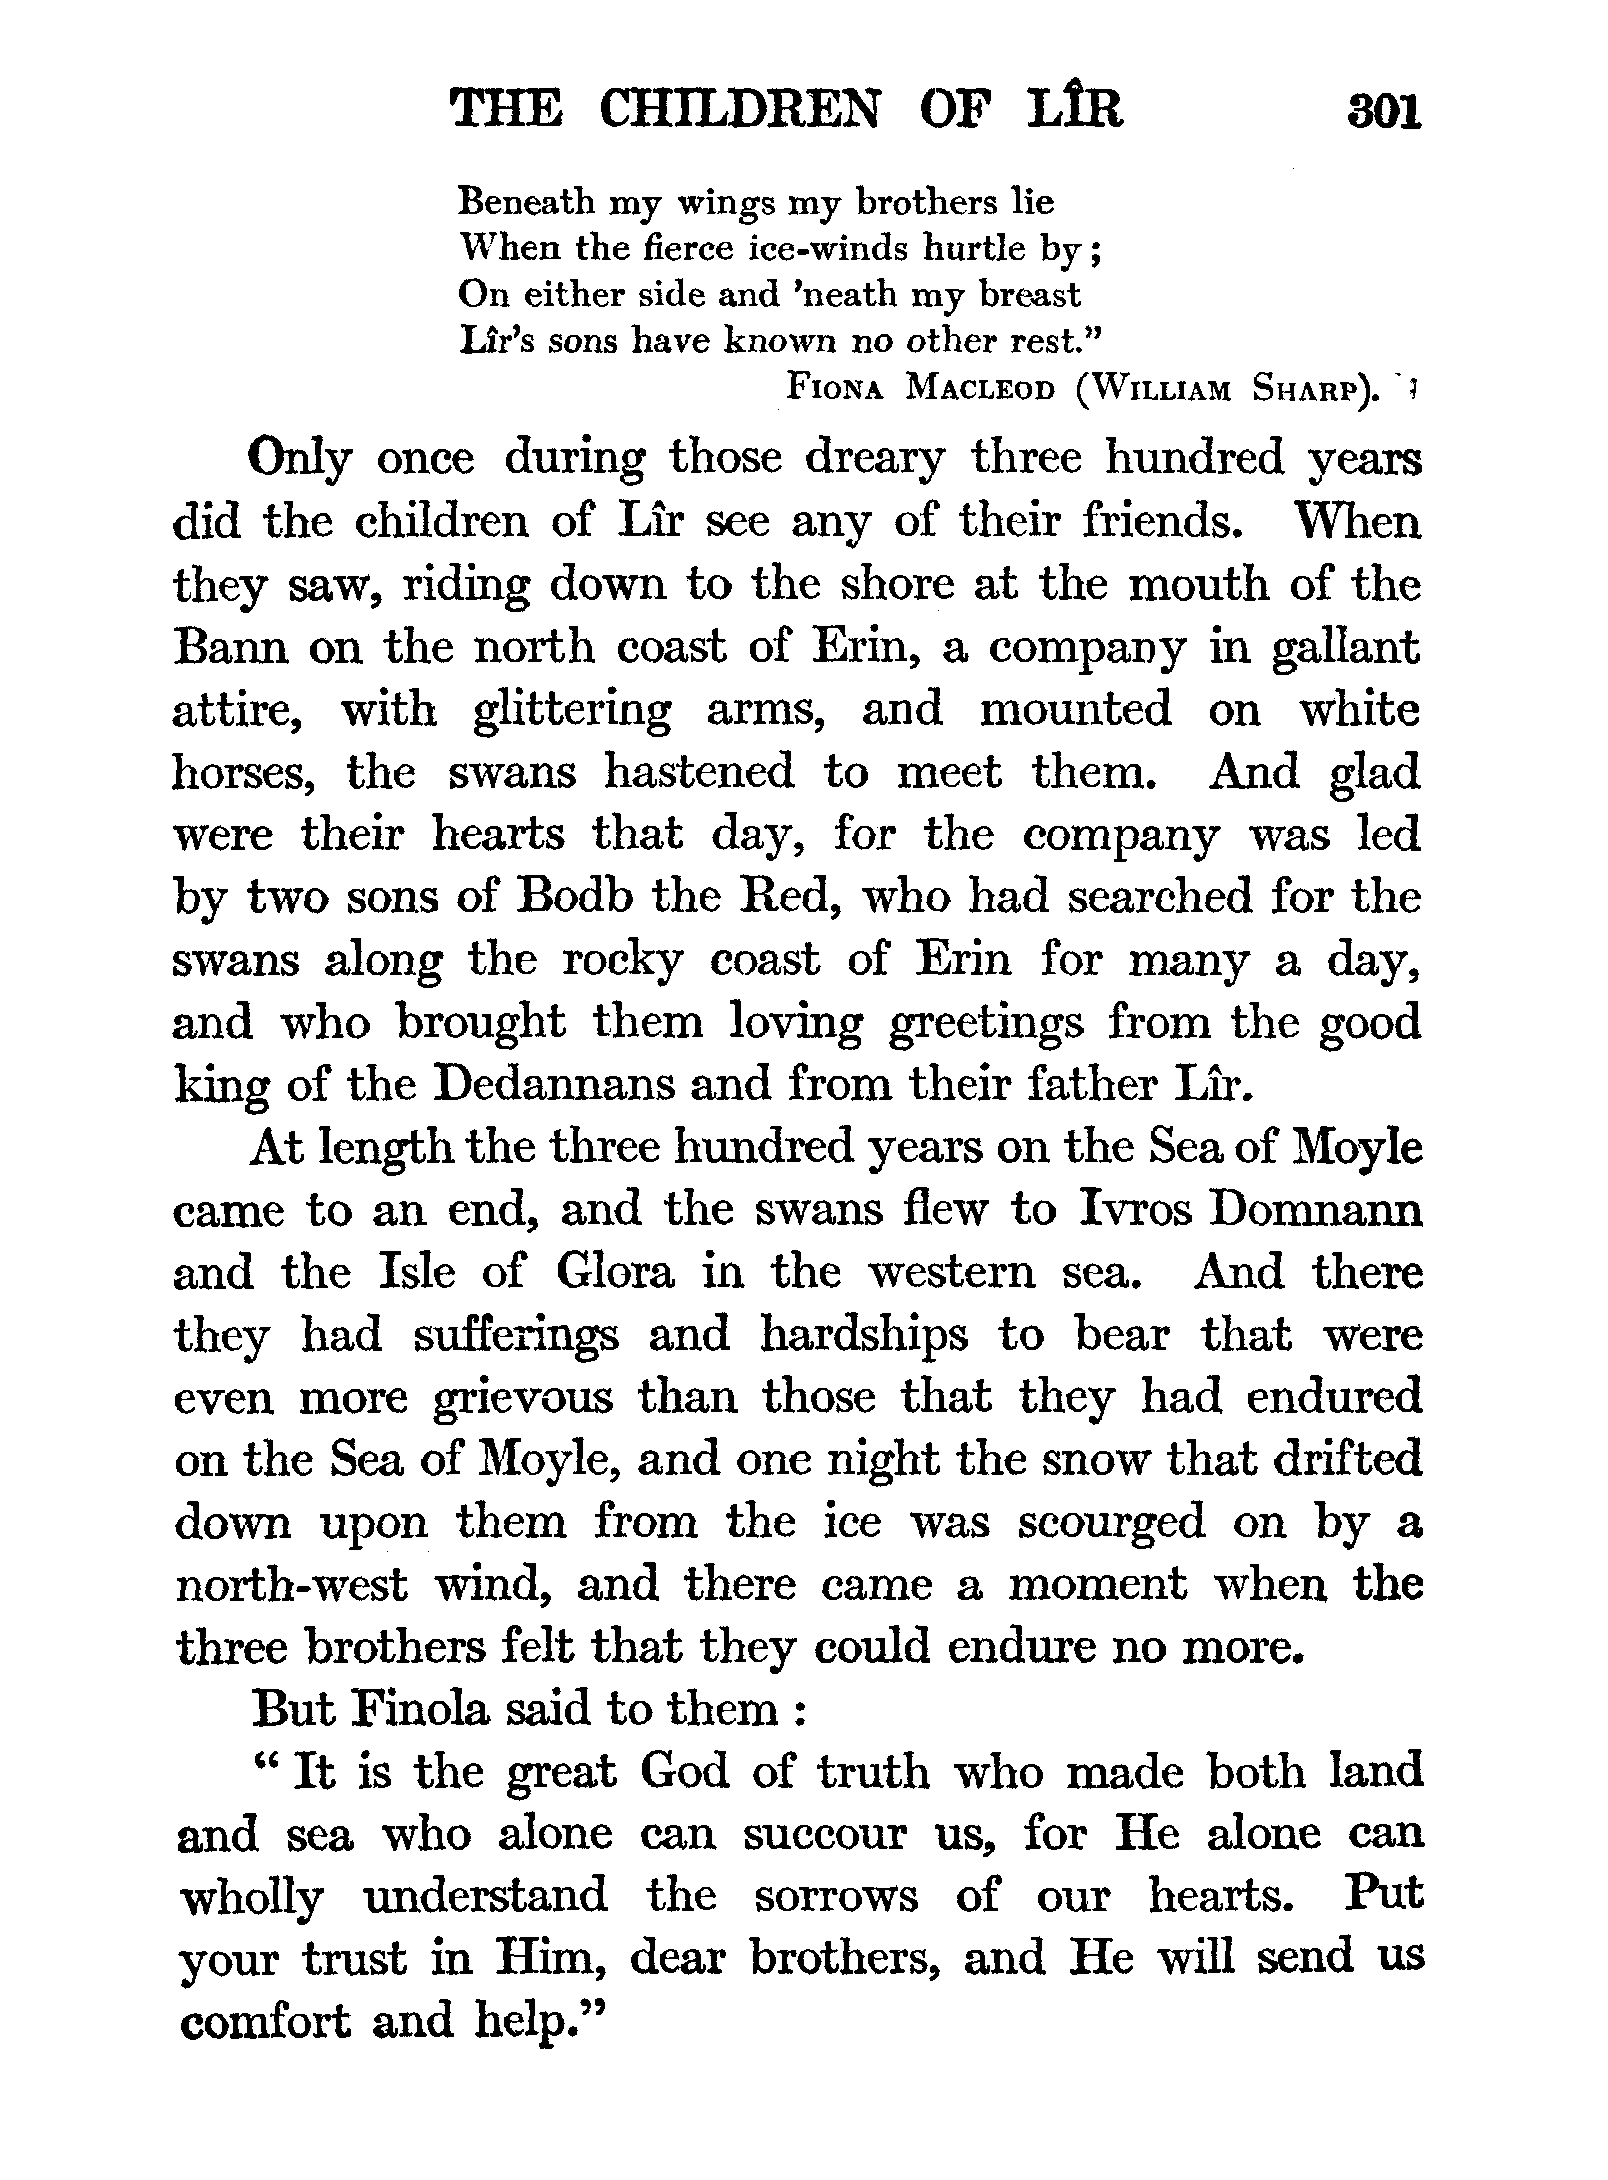 THE CHILDREN OF LÎR 301
Beneath my wings my brothers lie
When the fierce ice-winds hurtle by ;
On either side and 'neath my breast
Lîr's sons have known no other rest."
FIONA MACLEOD (WILLIAM SHARP).
Only once during those dreary three hundred years
did the children of Lîr see any of their friends. When
they saw, riding down to the shore at the mouth of the
Bann on the north coast of Erin, a company in gallant
attire, with glittering arms, and mounted on white
horses, the swans hastened to meet them. And glad
were their hearts that day, for the company was led
by two sons of Bodb the Red, who had searched for the
swans along the rocky coast of Erin for many a day,
and who brought them loving greetings from the good
king of the Dedannans and from their father Lîr.
At length the three hundred years on the Sea of Moyle
came to an end, and the swans flew to Ivros Domnann
and the Isle of Glora in the western sea. And there
they had sufferings and hardships to bear that were
even more grievous than those that they had endured
on the Sea of Moyle, and one night the snow that drifted
down upon them from the ice was scourged on by a
north-west wind, and there came a moment when the
three brothers felt that they could endure no more.
But Finola said to them :
" It is the great God of truth who made both land
and sea who alone can succour us, for He alone can
wholly understand the sorrows of our hearts. Put
your trust in Him, dear brothers, and He will send us
comfort and help."